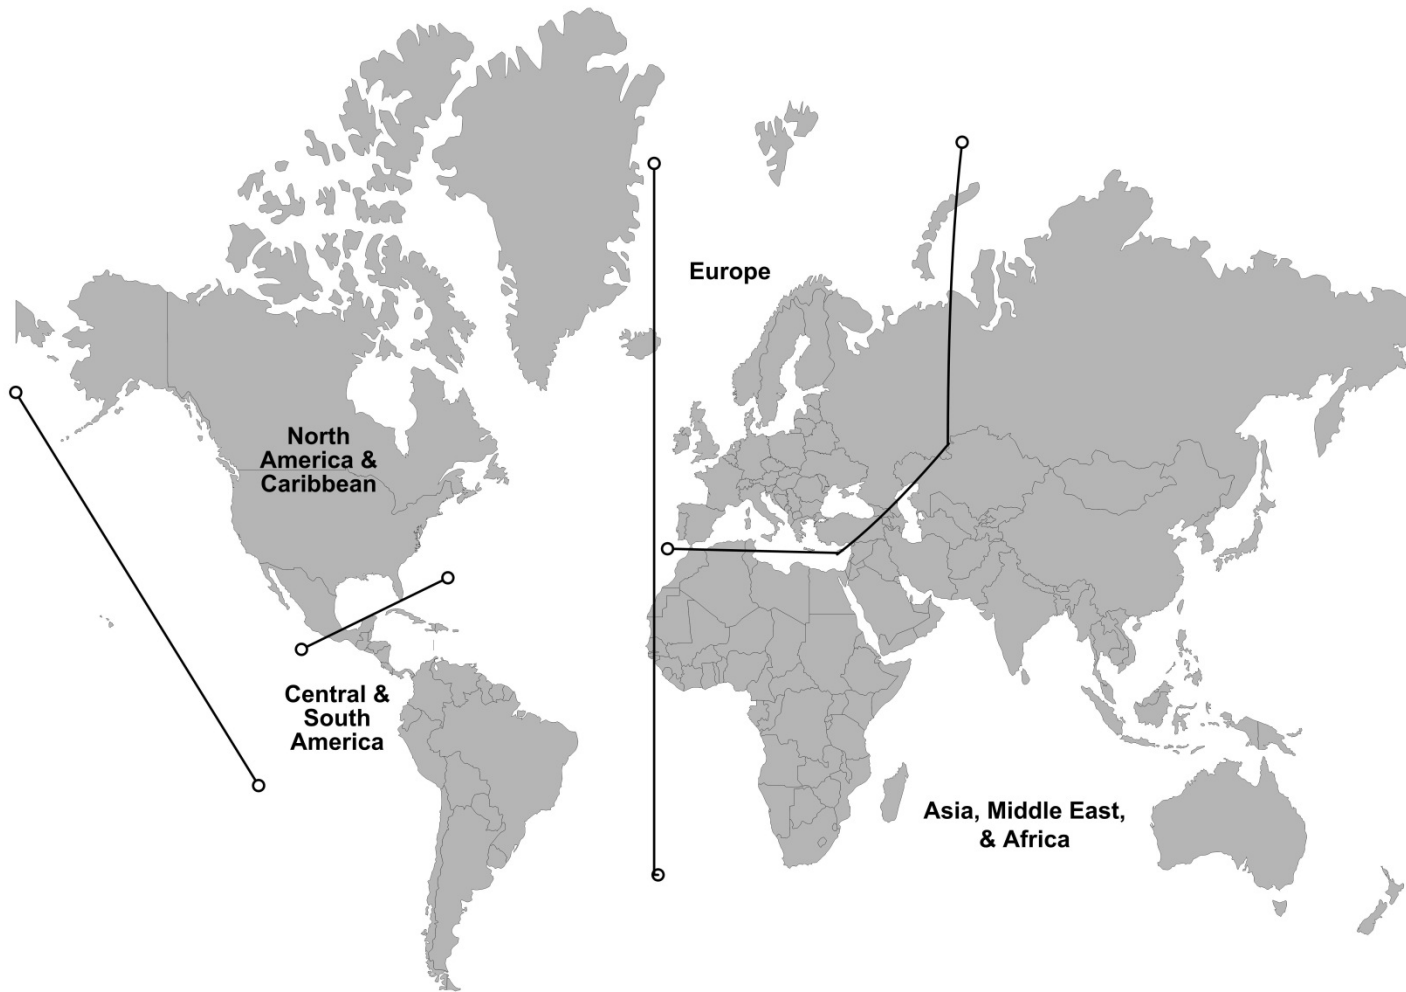 Europe
North
America &
Caribbean
Central &
South
America
Asia, Middle East,
& Africa